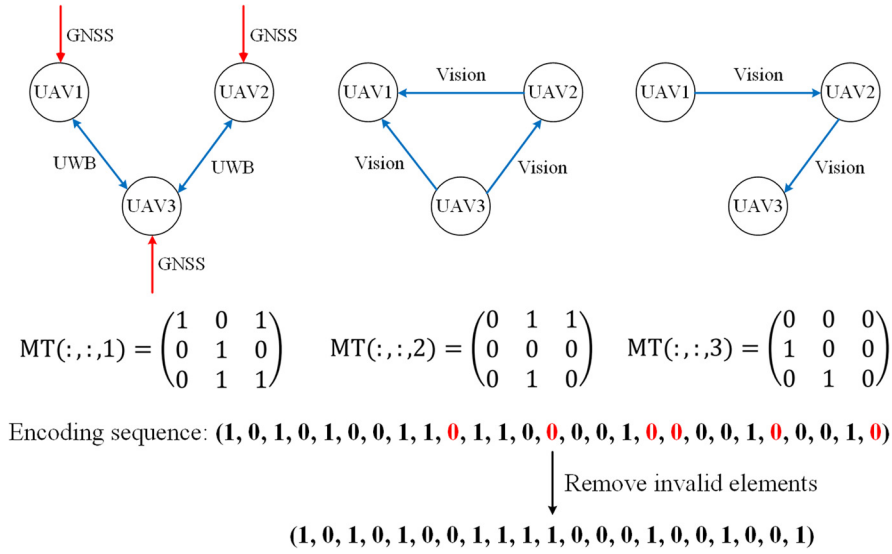 GNSS GNSS
UAV1 UAV2
UWB UWB
UAV3
GNSS
Vision
UAV1 UAV2
Vision Vision
UAV3
Vision
UAV1 UAV2
Vision
UAV3
MT(:,:,1) = (1 0 1
0 1 0
0 1 1)
MT(:,:,2) = (0 1 1
0 0 0
0 1 0)
MT(:,:,3) = (0 0 0
1 0 0
0 1 0)
Encoding sequence: (1, 0, 1, 0, 1, 0, 0, 1, 1, 0, 1, 1, 0, 0, 0, 0, 1, 0, 0, 0, 0, 1, 0, 0, 0, 1, 0)
Remove invalid elements
(1, 0, 1, 0, 1, 0, 0, 1, 1, 1, 1, 0, 0, 0, 1, 0, 0, 1, 0, 0, 1)